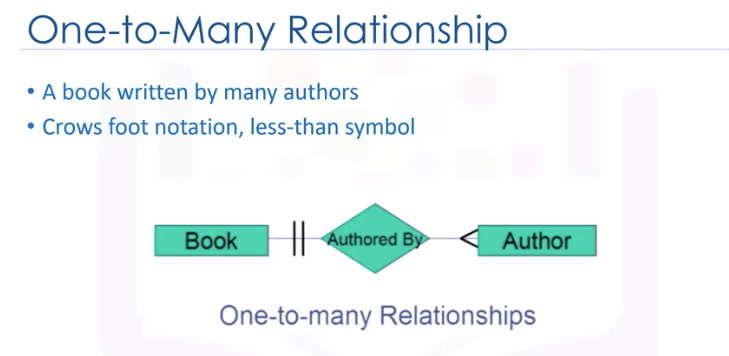 One-to-Many Relationship
• A book written by many authors
• Crows foot notation, less-than symbol
Book
Authored By
Author
One-to-many Relationships